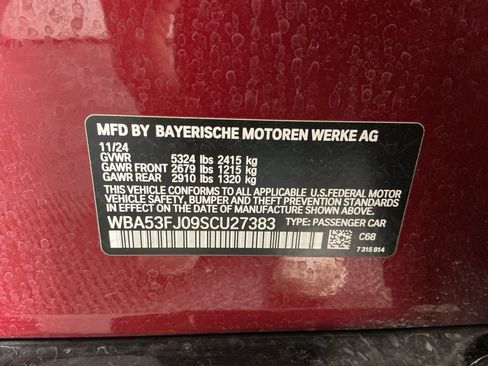 MFD BY BAYERISCHE MOTOREN WERKE AG
11/24
GVWR 5324 lbs 2415 kg
GAWR FRONT 2679 lbs 1215 kg
GAWR REAR 2910 lbs 1320 kg
THIS VEHICLE CONFORMS TO ALL APPLICABLE U.S.FEDERAL MOTOR
VEHICLE SAFETY, BUMPER, AND THEFT PREVENTION
STANDARDS IN EFFECT ON THE
DATE OF MANUFACTURE SHOWN ABOVE.
WBA53FJ09SCU27383 TYPE: PASSENGER CAR
C68
7 315 814